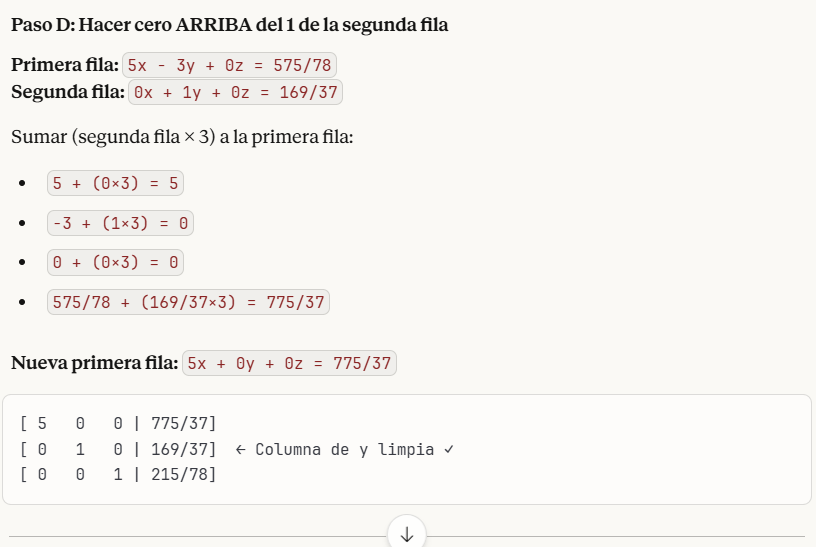 Paso D: Hacer cero ARRIBA del 1 de la segunda fila
Primera fila: 5x - 3y + 0z = 575/78
Segunda fila: 0x + 1y + 0z = 169/37
Sumar (segunda fila × 3) a la primera fila:
• 5 + (0×3) = 5
• -3 + (1×3) = 0
• 0 + (0×3) = 0
• 575/78 + (169/37×3) = 775/37
Nueva primera fila: 5x + 0y + 0z = 775/37
[ 5 0 0 | 775/37]
[ 0 1 0 | 169/37] ← Columna de y limpia ✓
[ 0 0 1 | 215/78]